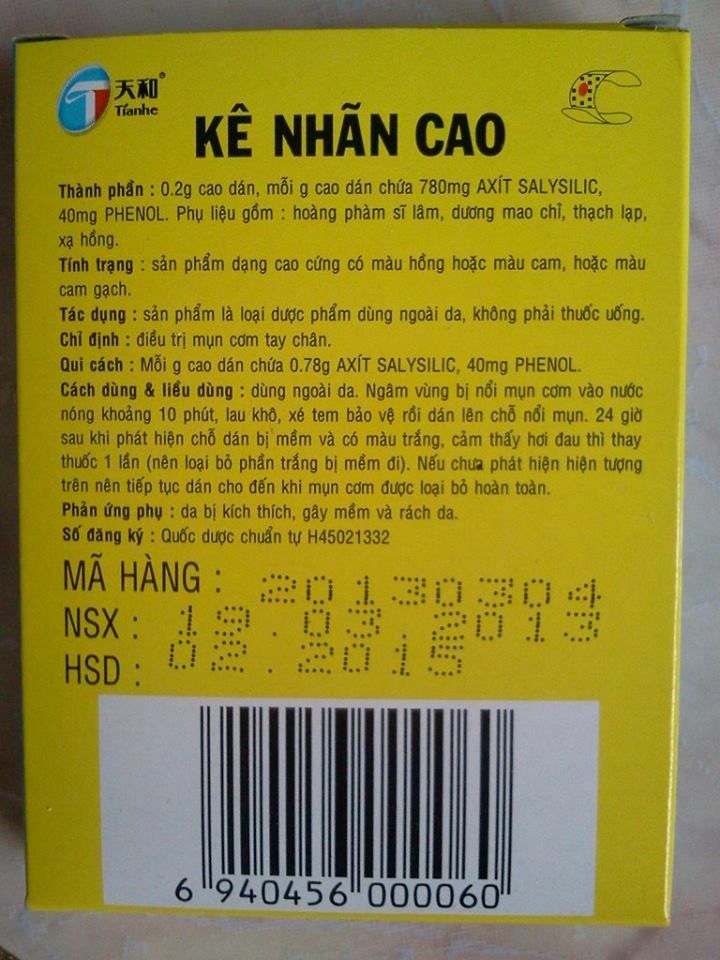 天和®
Tianhe
KÊ NHÃN CAO
Thành phần : 0.2g cao dán, mỗi g cao dán chứa 780mg AXÍT SALYSILIC,
40mg PHENOL. Phụ liệu gồm : hoàng phàm sĩ lâm, dương mao chỉ, thạch lạp,
xạ hồng.
Tính trạng : sản phẩm dạng cao cứng có màu hồng hoặc màu cam, hoặc màu
cam gạch.
Tác dụng : sản phẩm là loại dược phẩm dùng ngoài da, không phải thuốc uống.
Chỉ định : điều trị mụn cơm tay chân.
Qui cách : Mỗi g cao dán chứa 0.78g AXÍT SALYSILIC, 40mg PHENOL.
Cách dùng & liều dùng : dùng ngoài da. Ngâm vùng bị nổi mụn cơm vào nước
nóng khoảng 10 phút, lau khô, xé tem bảo vệ rồi dán lên chỗ nổi mụn. 24 giờ
sau khi phát hiện chỗ dán bị mềm và có màu trắng, cảm thấy hơi đau thì thay
thuốc 1 lần (nên loại bỏ phần trắng bị mềm đi). Nếu chưa phát hiện hiện tượng
trên nên tiếp tục dán cho đến khi mụn cơm được loại bỏ hoàn toàn.
Phản ứng phụ : da bị kích thích, gây mềm và rách da.
Số đăng ký : Quốc dược chuẩn tự H45021332
MÃ HÀNG : 20130304
NSX : 19.03.2013
HSD : 02.2015
6 940456 000060